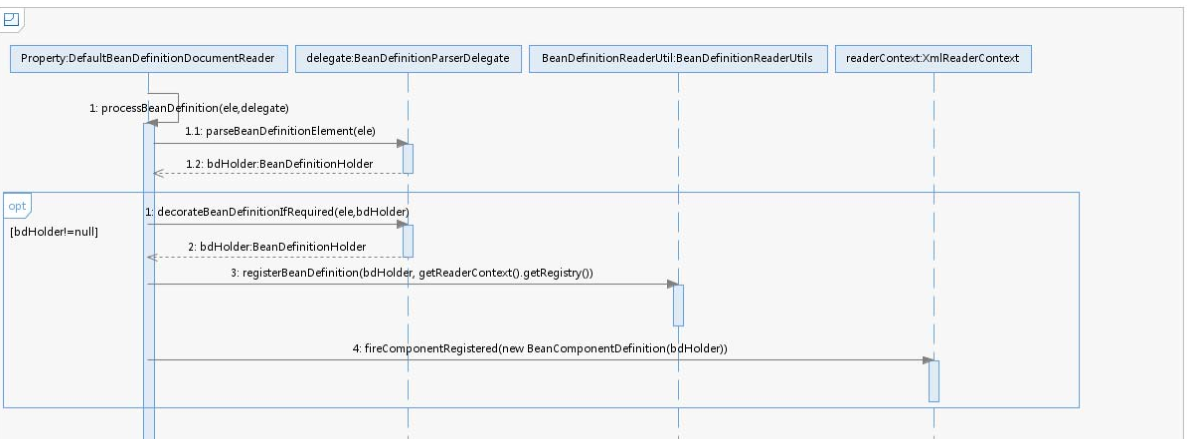 Property:DefaultBeanDefinitionDocumentReader
delegate:BeanDefinitionParserDelegate
BeanDefinitionReaderUtil:BeanDefinitionReaderUtils
readerContext:XmlReaderContext
1: processBeanDefinition(ele,delegate)
1.1: parseBeanDefinitionElement(ele)
1.2: bdHolder:BeanDefinitionHolder
opt
1: decorateBeanDefinitionIfRequired(ele,bdHolder)
[bdHolder!=null]
2: bdHolder:BeanDefinitionHolder
3: registerBeanDefinition(bdHolder, getReaderContext().getRegistry())
4: fireComponentRegistered(new BeanComponentDefinition(bdHolder))